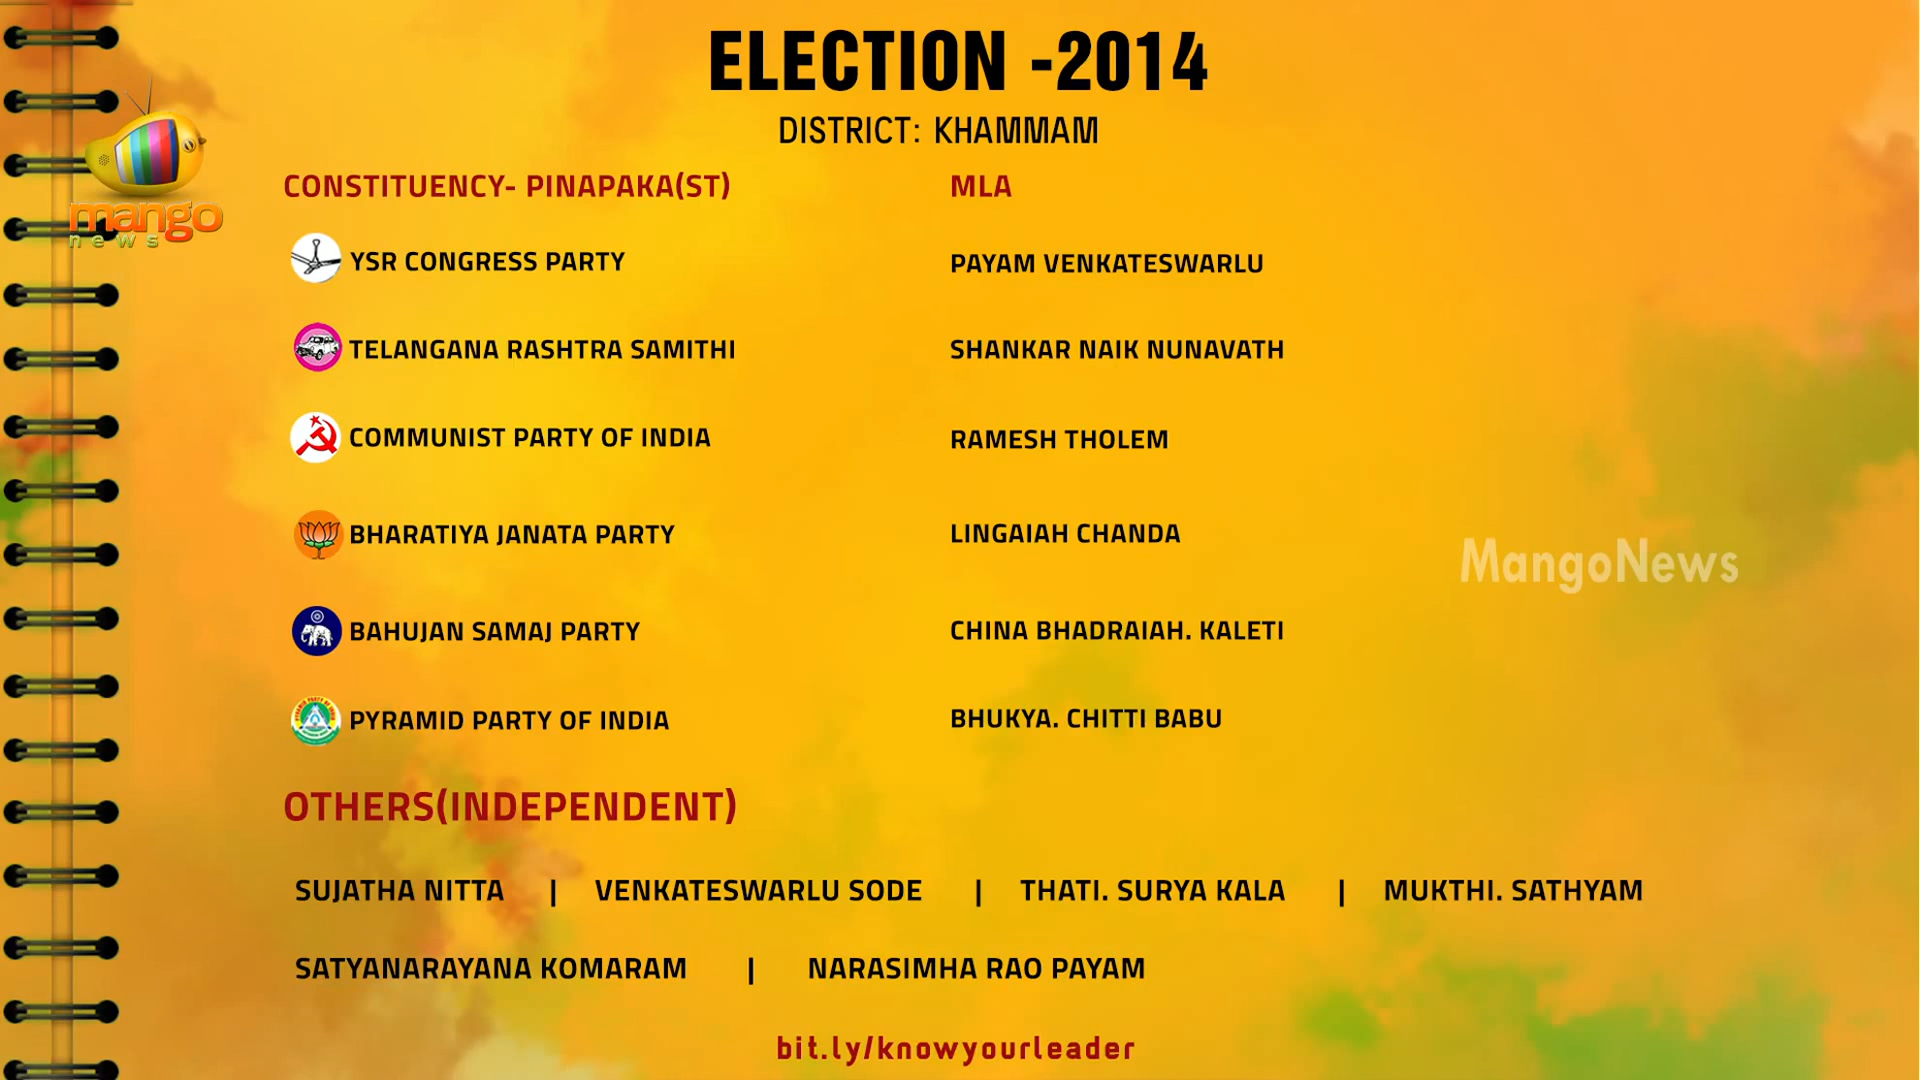 ELECTION -2014
DISTRICT: KHAMMAM
mango
news
CONSTITUENCY- PINAPAKA(ST) MLA
YSR CONGRESS PARTY PAYAM VENKATESWARLU
TELANGANA RASHTRA SAMITHI SHANKAR NAIK NUNAVATH
COMMUNIST PARTY OF INDIA RAMESH THOLEM
BHARATIYA JANATA PARTY LINGAIAH CHANDA
MangoNews
BAHUJAN SAMAJ PARTY CHINA BHADRAIAH. KALETI
PYRAMID PARTY OF INDIA BHUKYA. CHITTI BABU
OTHERS(INDEPENDENT)
SUJATHA NITTA | VENKATESWARLU SODE | THATI. SURYA KALA | MUKTHI. SATHYAM
SATYANARAYANA KOMARAM | NARASIMHA RAO PAYAM
bit.ly/knowyourleader